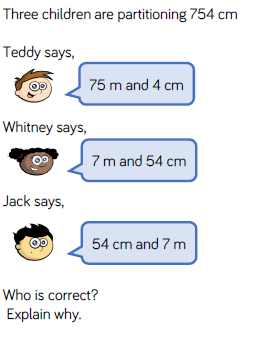 Three children are partitioning 754 cm
Teddy says,
75 m and 4 cm
Whitney says,
7 m and 54 cm
Jack says,
54 cm and 7 m
Who is correct?
Explain why.